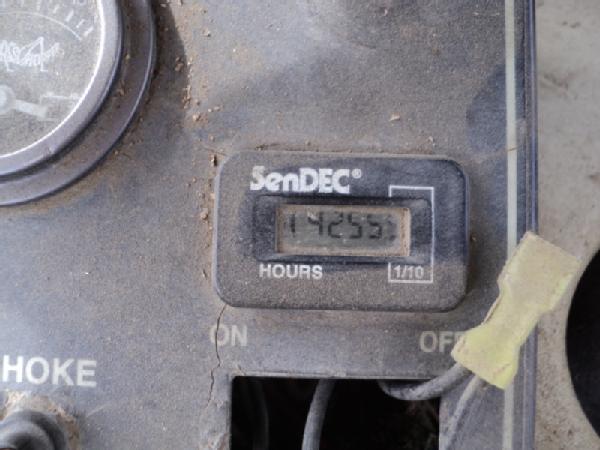 SenDEC®
14255
HOURS
1/10
ON
OFF
HOKE